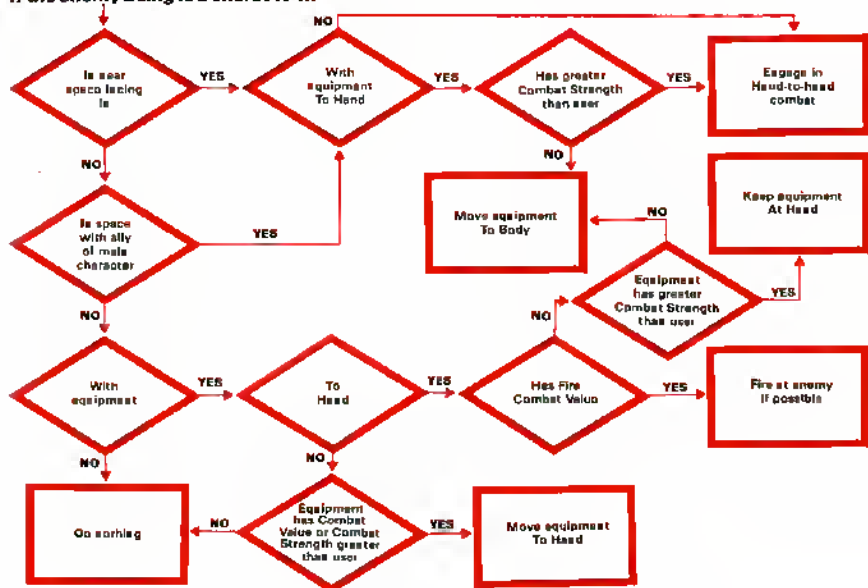 NO
Is near
space facing
is
YES
With
equipment
To Hand
YES
Has greater
Combat Strength
than user
YES
Engage in
Hand-to-hand
combat
NO
NO
Is space
with ally
of main
character
YES
Move equipment
To Body
NO
Keep equipment
At Hand
Equipment
has greater
Combat Strength
than user
YES
NO
NO
With
equipment
YES
To
Hand
YES
Has Fire
Combat Value
YES
Fire at enemy
if possible
NO
NO
Do nothing
NO
Equipment
has Combat
Value or Combat
Strength greater
than user
YES
Move equipment
To Hand